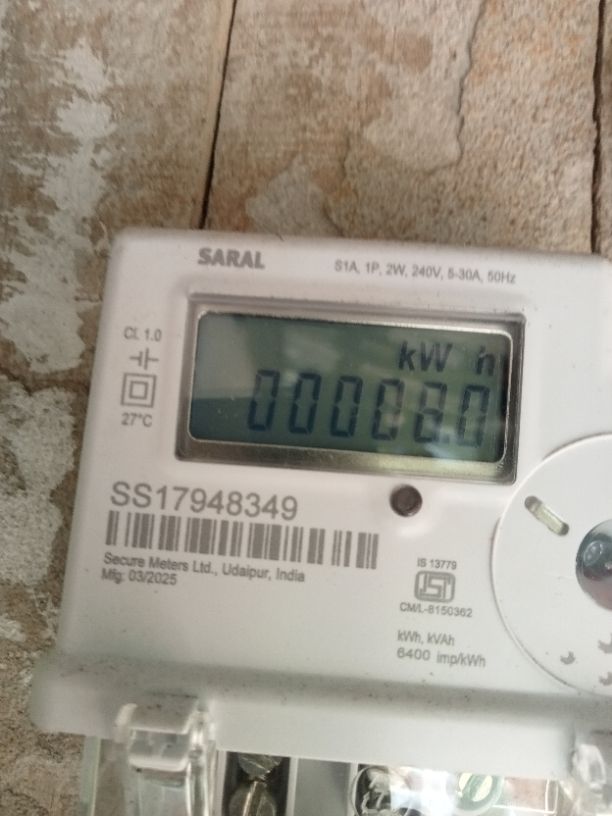 SARAL
S1A, 1P, 2W, 240V, 5-30A, 50Hz
Cl. 1.0
27°C
kW h
SS17948349
Secure Meters Ltd., Udaipur, India
Mfg: 03/2025
IS 13779
CM/L-8150362
kWh, kVAh
6400 imp/kWh